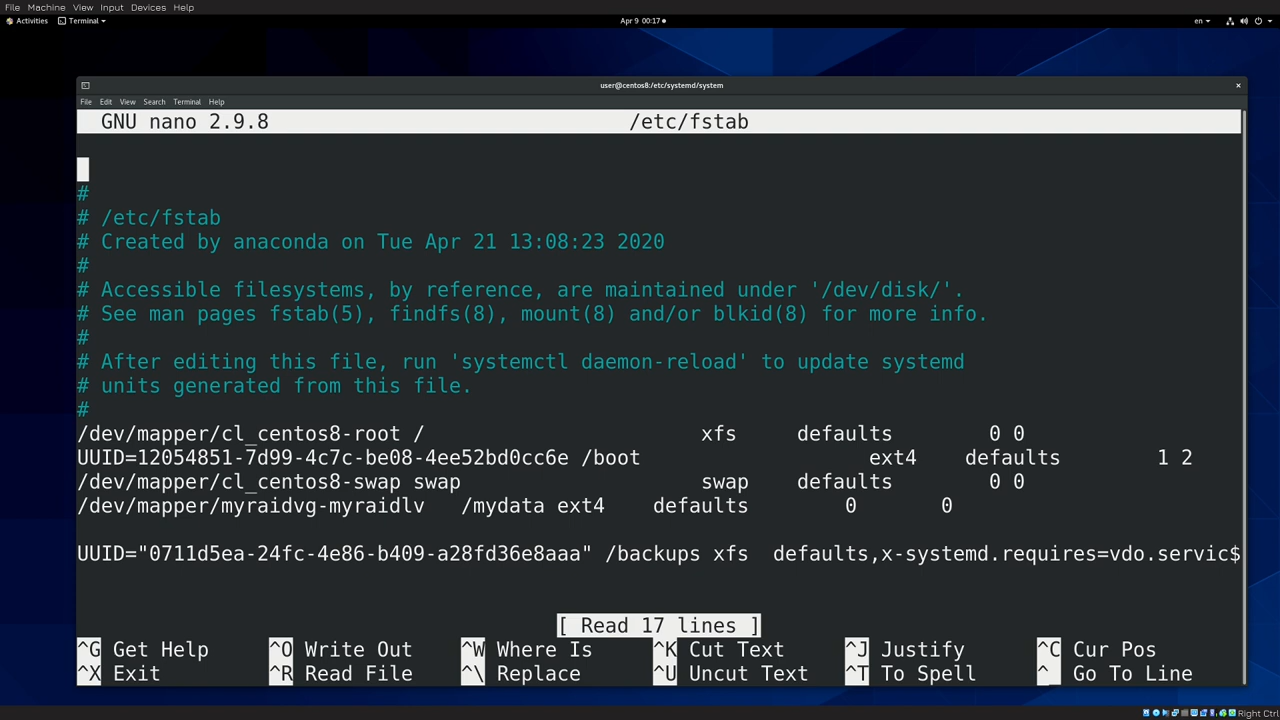 File Machine View Input Devices Help
Activities Terminal Apr 9 00:17 en
user@centos8:/etc/systemd/system
File Edit View Search Terminal Help
GNU nano 2.9.8 /etc/fstab
#
# /etc/fstab
# Created by anaconda on Tue Apr 21 13:08:23 2020
#
# Accessible filesystems, by reference, are maintained under '/dev/disk/'.
# See man pages fstab(5), findfs(8), mount(8) and/or blkid(8) for more info.
#
# After editing this file, run 'systemctl daemon-reload' to update systemd
# units generated from this file.
#
/dev/mapper/cl_centos8-root / xfs defaults 0 0
UUID=12054851-7d99-4c7c-be08-4ee52bd0cc6e /boot ext4 defaults 1 2
/dev/mapper/cl_centos8-swap swap swap defaults 0 0
/dev/mapper/myraidvg-myraidlv /mydata ext4 defaults 0 0
UUID="0711d5ea-24fc-4e86-b409-a28fd36e8aaa" /backups xfs defaults,x-systemd.requires=vdo.servic$
[ Read 17 lines ]
^G Get Help ^O Write Out ^W Where Is ^K Cut Text ^J Justify ^C Cur Pos
^X Exit ^R Read File ^\ Replace ^U Uncut Text ^T To Spell ^_ Go To Line
Right Ctrl